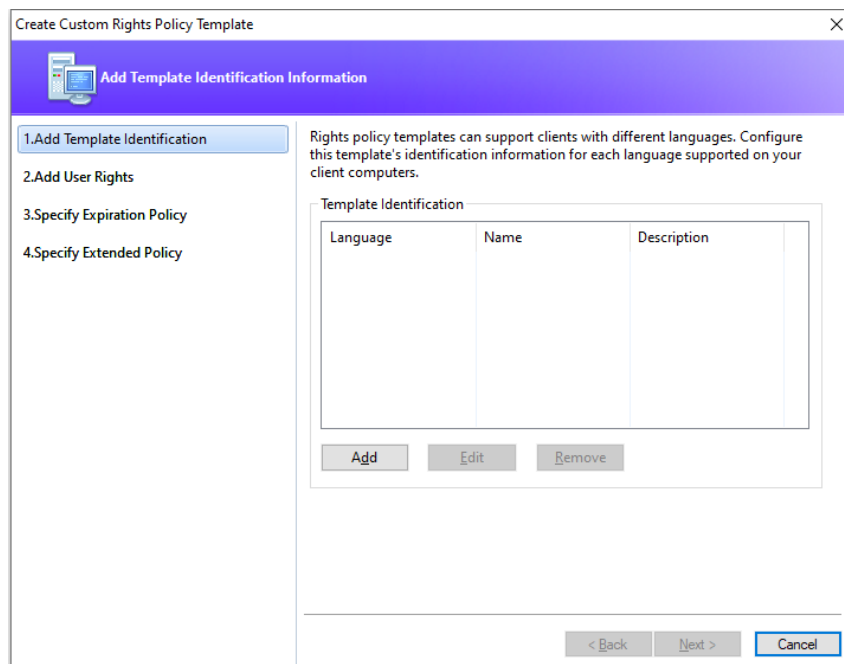 Create Custom Rights Policy Template
Add Template Identification Information
1.Add Template Identification
2.Add User Rights
3.Specify Expiration Policy
4.Specify Extended Policy
Rights policy templates can support clients with different languages. Configure
this template's identification information for each language supported on your
client computers.
Template Identification
Language Name Description
Add Edit Remove
< Back Next > Cancel